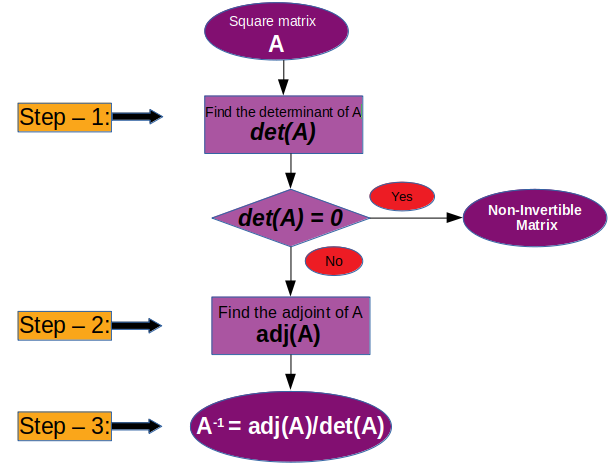 Square matrix
A
Step – 1:
Find the determinant of A
det(A)
det(A) = 0
Yes
Non-Invertible
Matrix
No
Step – 2:
Find the adjoint of A
adj(A)
Step – 3:
A⁻¹ = adj(A)/det(A)